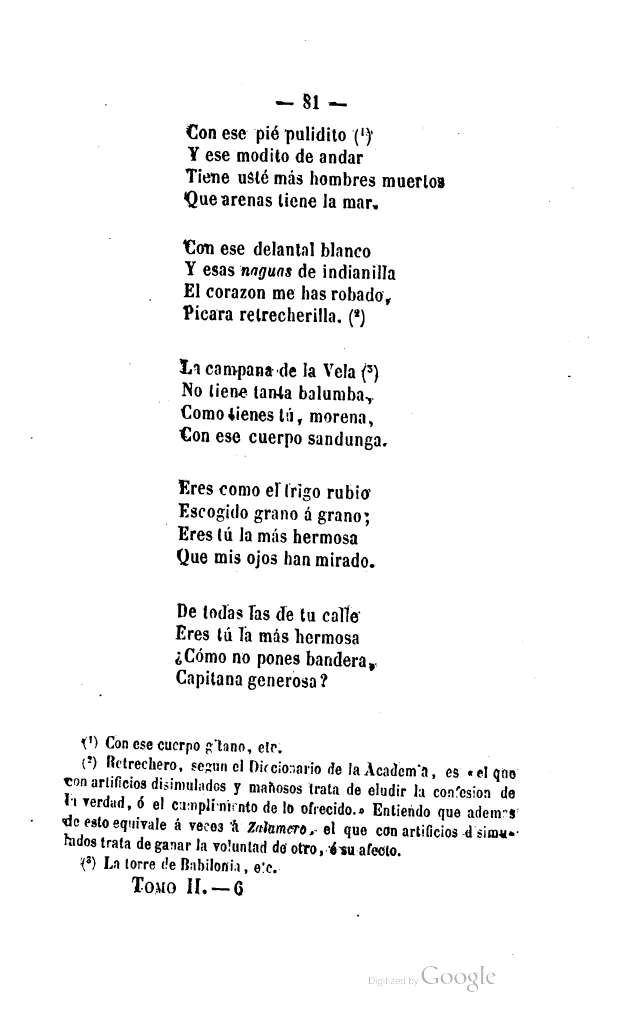 — 81 —
Con ese pié pulidito (¹)
Y ese modito de andar
Tiene usté más hombres muertos
Que arenas tiene la mar.
Con ese delantal blanco
Y esas naguas de indianilla
El corazon me has robado,
Picara retrecherilla. (²)
La campana de la Vela (³)
No tiene tanta balumba,
Como tienes tú, morena,
Con ese cuerpo sandunga.
Eres como el trigo rubio
Escogido grano á grano;
Eres tú la más hermosa
Que mis ojos han mirado.
De todas las de tu calle
Eres tú la más hermosa
¿Cómo no pones bandera,
Capitana generosa?
(¹) Con ese cuerpo gitano, etc.
(²) Retrechero, segun el Diccionario de la Academia, es «el que
con artificios disimulados y mañosos trata de eludir la confesion de
la verdad, ó el cumplimiento de lo ofrecido.» Entiendo que ademas
de esto equivale á veces á Zalamero, el que con artificios disimu-
lados trata de ganar la voluntad de otro, é su afecto.
(³) La torre de Babilonia, etc.
TOMO II.—6
Digitized by Google